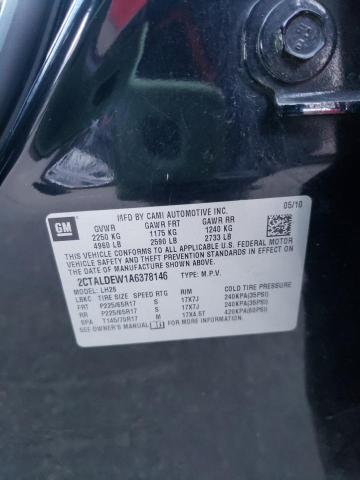 GM
MFD BY CAMI AUTOMOTIVE INC. 05/10
GVWR GAWR FRT GAWR RR
2250 KG 1175 KG 1240 KG
4960 LB 2590 LB 2733 LB
THIS VEHICLE CONFORMS TO ALL APPLICABLE U.S. FEDERAL MOTOR
VEHICLE SAFETY AND THEFT PREVENTION STANDARDS IN EFFECT ON
THE DATE OF MANUFACTURE SHOWN ABOVE.
2CTALDEW1A6378146 TYPE: M.P.V.
MODEL: LH26
LBKC TIRE SIZE SPEED RTG RIM COLD TIRE PRESSURE
FRT P225/65R17 S 17X7J 240KPA(35PSI)
RR P225/65R17 S 17X7J 240KPA(35PSI)
SPA T145/75R17 M 17X4.5T 420KPA(60PSI)
SEE OWNER'S MANUAL FOR ADDITIONAL INFORMATION.